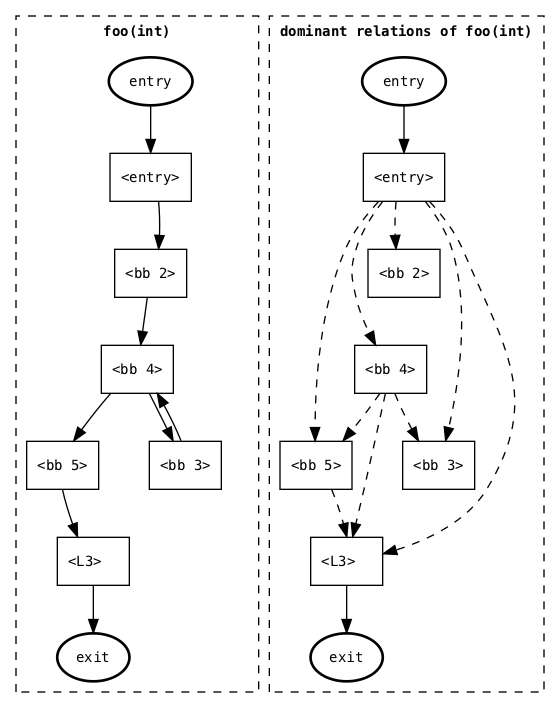 foo(int)
entry
<entry>
<bb 2>
<bb 4>
<bb 5>
<bb 3>
<L3>
exit
dominant relations of foo(int)
entry
<entry>
<bb 2>
<bb 4>
<bb 5>
<bb 3>
<L3>
exit